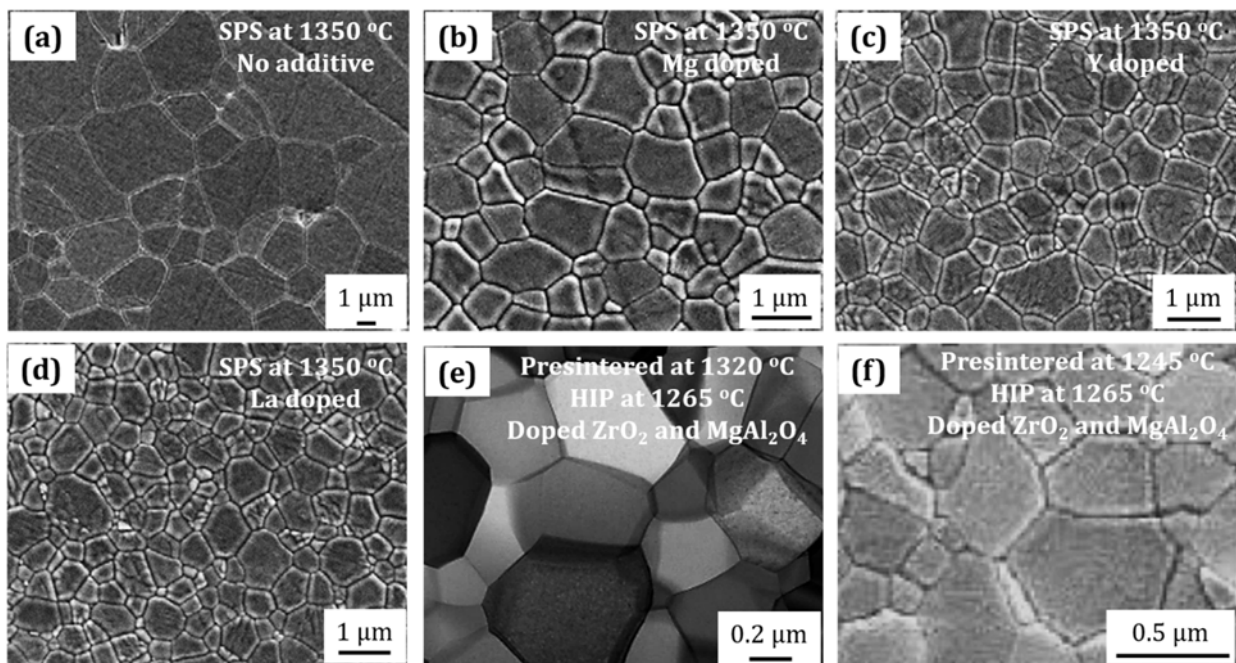 (a)
SPS at 1350 °C
No additive
1 μm
(b)
SPS at 1350 °C
Mg doped
1 μm
(c)
SPS at 1350 °C
Y doped
1 μm
(d)
SPS at 1350 °C
La doped
1 μm
(e)
Presintered at 1320 °C
HIP at 1265 °C
Doped ZrO₂ and MgAl₂O₄
0.2 μm
(f)
Presintered at 1245 °C
HIP at 1265 °C
Doped ZrO₂ and MgAl₂O₄
0.5 μm